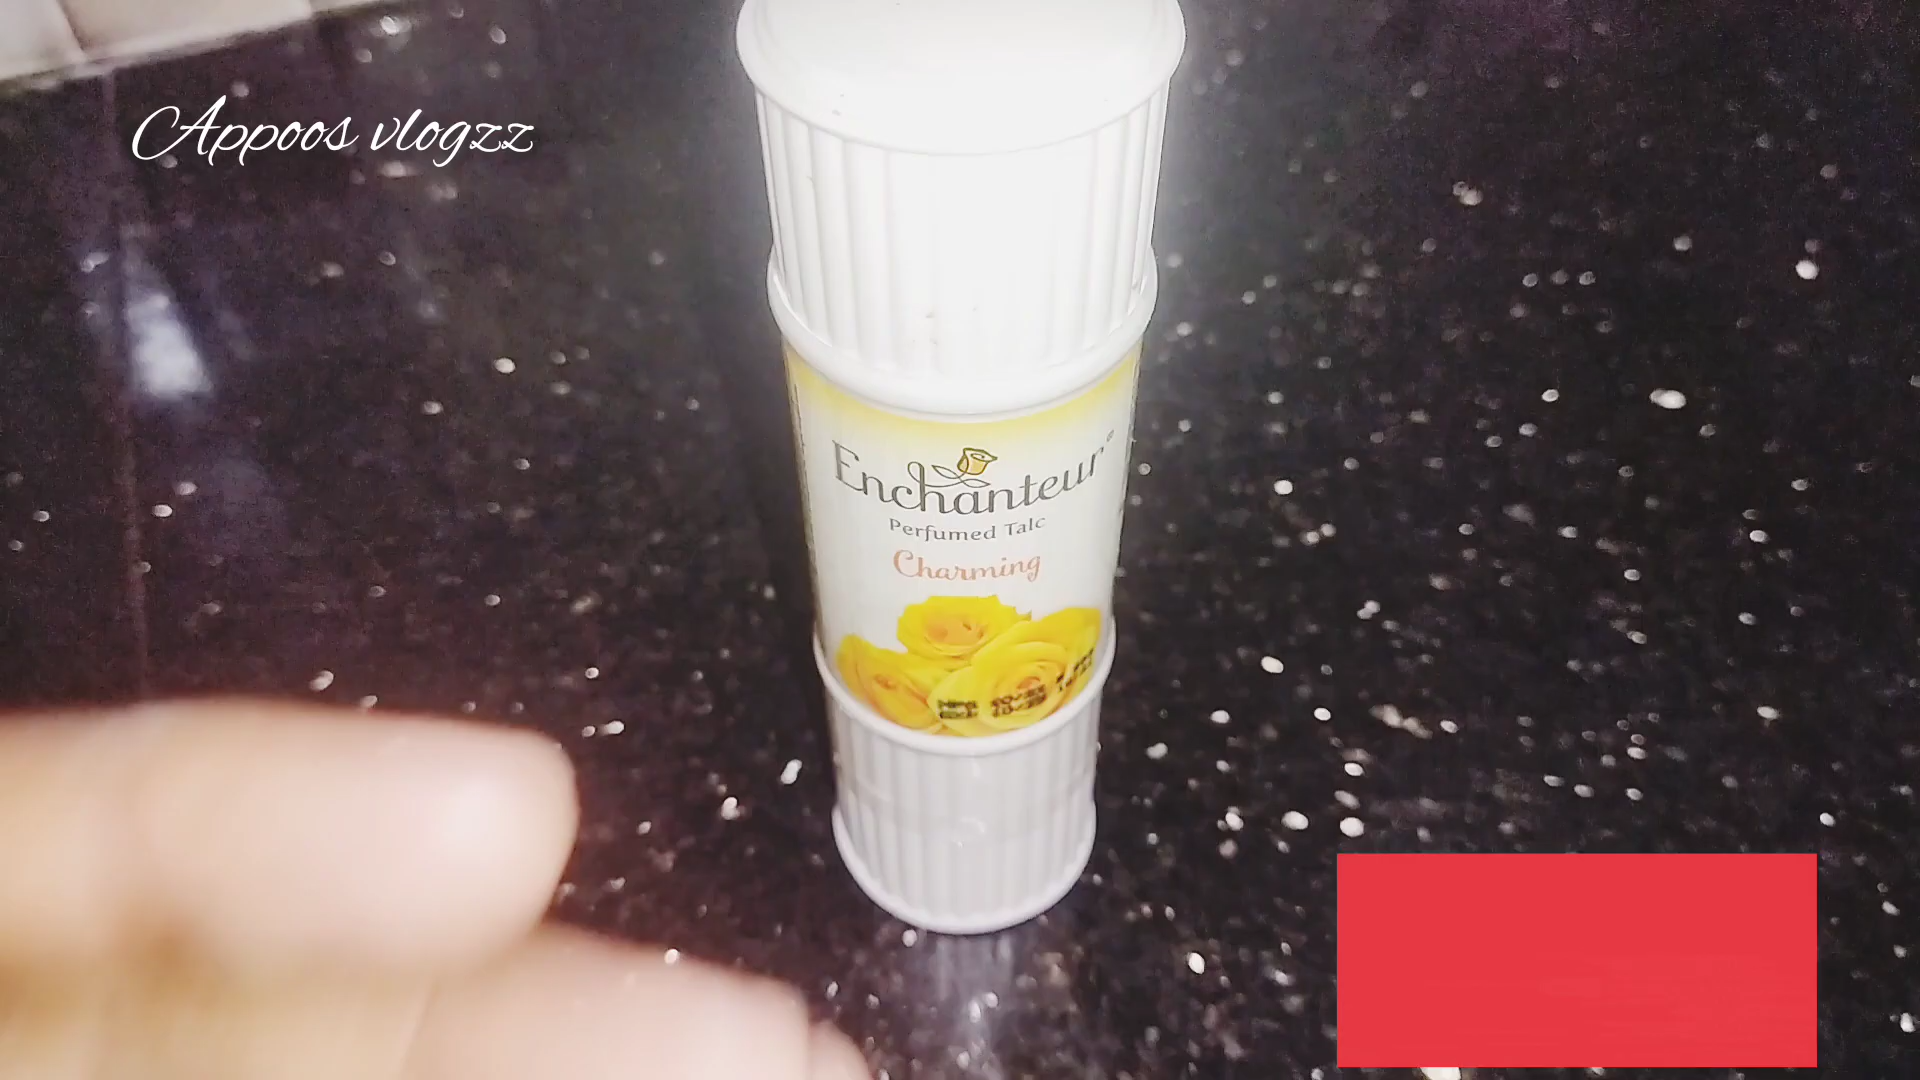 Appoos vlogzz
Enchanteur®
Perfumed Talc
Charming